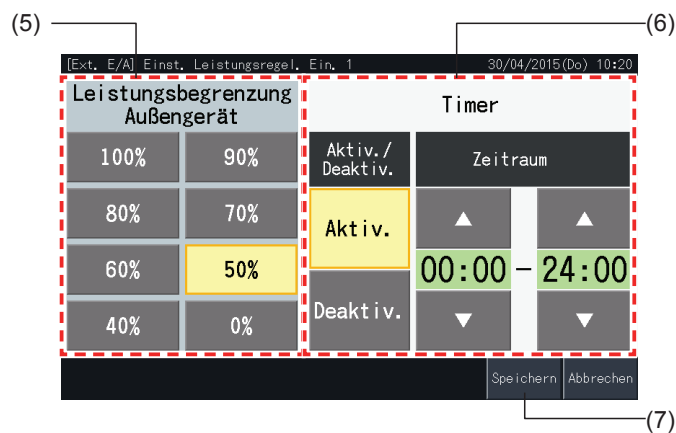 (5)
(6)
[Ext. E/A] Einst. Leistungsregel. Ein. 1
30/04/2015(Do) 10:20
Leistungsbegrenzung
Außengerät
100%
90%
80%
70%
60%
50%
40%
0%
Timer
Aktiv./
Deaktiv.
Zeitraum
Aktiv.
Deaktiv.
00:00 – 24:00
Speichern
Abbrechen
(7)